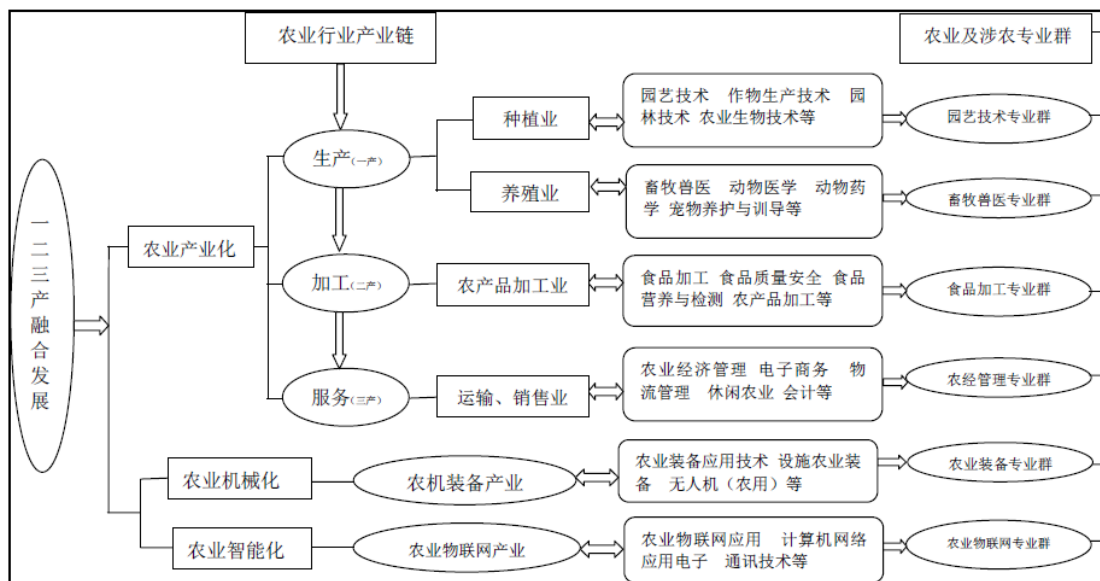 农业行业产业链
农业及涉农专业群
一二三产融合发展
农业产业化
生产(一产)
种植业
园艺技术 作物生产技术 园
林技术 农业生物技术等
园艺技术专业群
养殖业
畜牧兽医 动物医学 动物药
学 宠物养护与训导等
畜牧兽医专业群
加工(二产)
农产品加工业
食品加工 食品质量安全 食品
营养与检测 农产品加工等
食品加工专业群
服务(三产)
运输、销售业
农业经济管理 电子商务 物
流管理 休闲农业 会计等
农经管理专业群
农业机械化
农机装备产业
农业装备应用技术 设施农业装
备 无人机（农用）等
农业装备专业群
农业智能化
农业物联网产业
农业物联网应用 计算机网络
应用电子 通讯技术等
农业物联网专业群